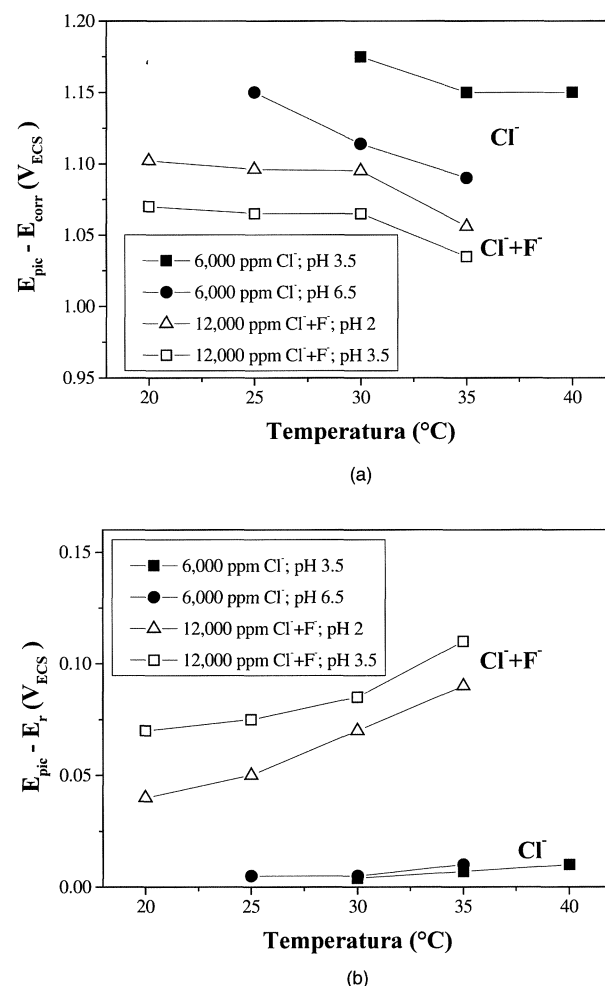 1.20
1.15
1.10
1.05
1.00
0.95
E_pic - E_corr (V_ECS)
Cl⁻
Cl⁻+F⁻
6,000 ppm Cl⁻; pH 3.5
6,000 ppm Cl⁻; pH 6.5
12,000 ppm Cl⁻+F⁻; pH 2
12,000 ppm Cl⁻+F⁻; pH 3.5
20 25 30 35 40
Temperatura (°C)
(a)
0.15
0.10
0.05
0.00
E_pic - E_r (V_ECS)
6,000 ppm Cl⁻; pH 3.5
6,000 ppm Cl⁻; pH 6.5
12,000 ppm Cl⁻+F⁻; pH 2
12,000 ppm Cl⁻+F⁻; pH 3.5
Cl⁻+F⁻
Cl⁻
20 25 30 35 40
Temperatura (°C)
(b)